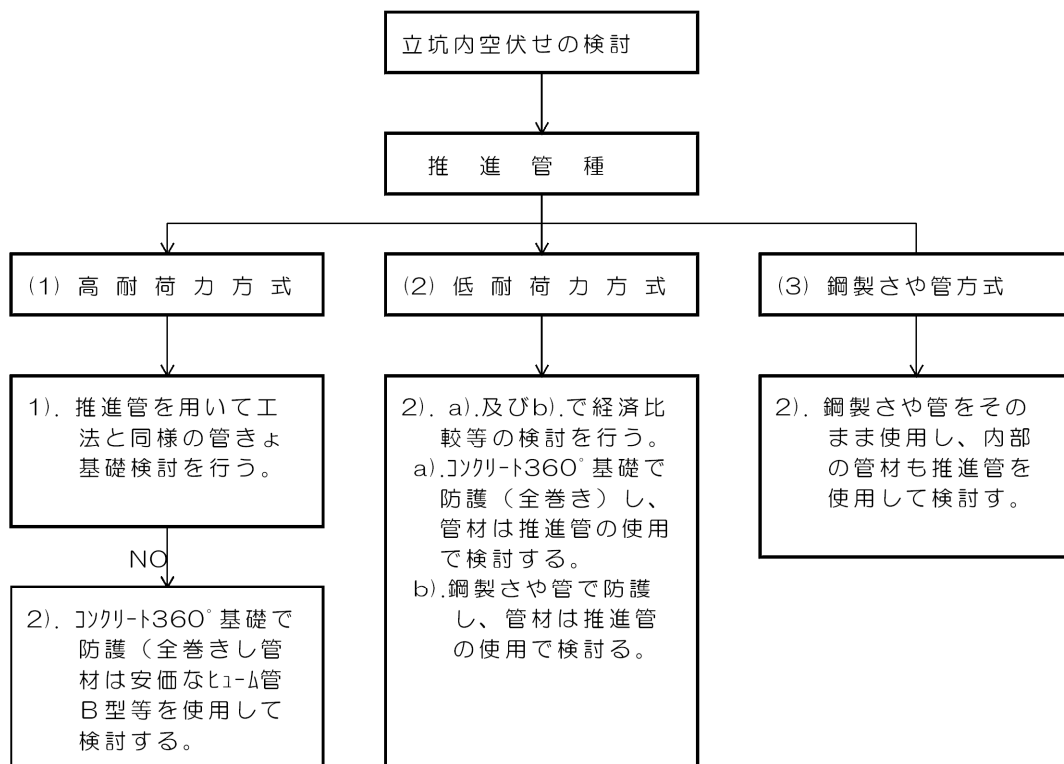 立坑内空伏せの検討
推 進 管 種
(1) 高 耐 荷 力 方 式
(2) 低 耐 荷 力 方 式
(3) 鋼製さや管方式
1). 推進管を用いて工
法と同様の管きょ
基礎検討を行う。
NO
2). コンクリート360°基礎で
防護（全巻きし管
材は安価なヒューム管
B型等を使用して
検討する。
2). a).及びb).で経済比
較等の検討を行う。
a).コンクリート360°基礎で
防護（全巻き）し、
管材は推進管の使用
で検討する。
b).鋼製さや管で防護
し、管材は推進管
の使用で検討る。
2). 鋼製さや管をその
まま使用し、内部
の管材も推進管を
使用して検討す。